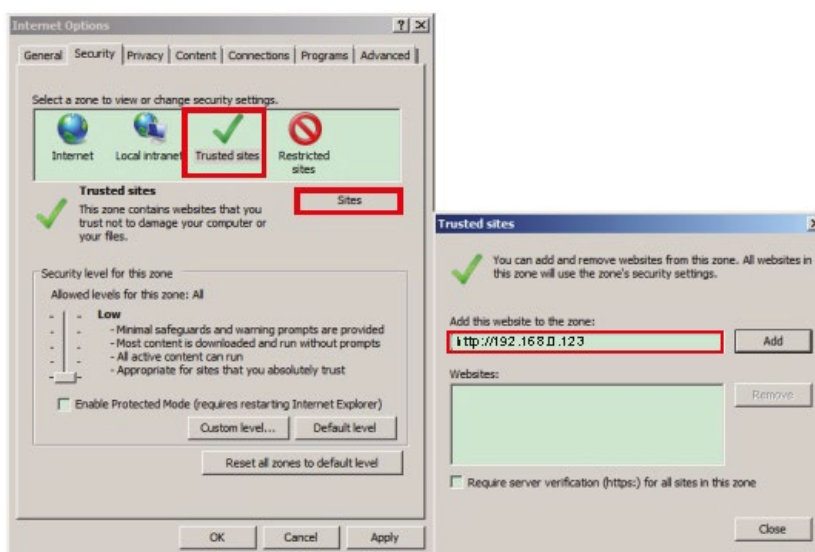 Internet Options
General Security Privacy Content Connections Programs Advanced
Select a zone to view or change security settings.
Internet Local intranet Trusted sites Restricted sites
Trusted sites
This zone contains websites that you
trust not to damage your computer or
your files.
Sites
Security level for this zone
Allowed levels for this zone: All
Low
- Minimal safeguards and warning prompts are provided
- Most content is downloaded and run without prompts
- All active content can run
- Appropriate for sites that you absolutely trust
Enable Protected Mode (requires restarting Internet Explorer)
Custom level... Default level
Reset all zones to default level
OK Cancel Apply
Trusted sites
You can add and remove websites from this zone. All websites in
this zone will use the zone's security settings.
Add this website to the zone:
http://192.168.0.123
Add
Websites:
Remove
Require server verification (https:) for all sites in this zone
Close